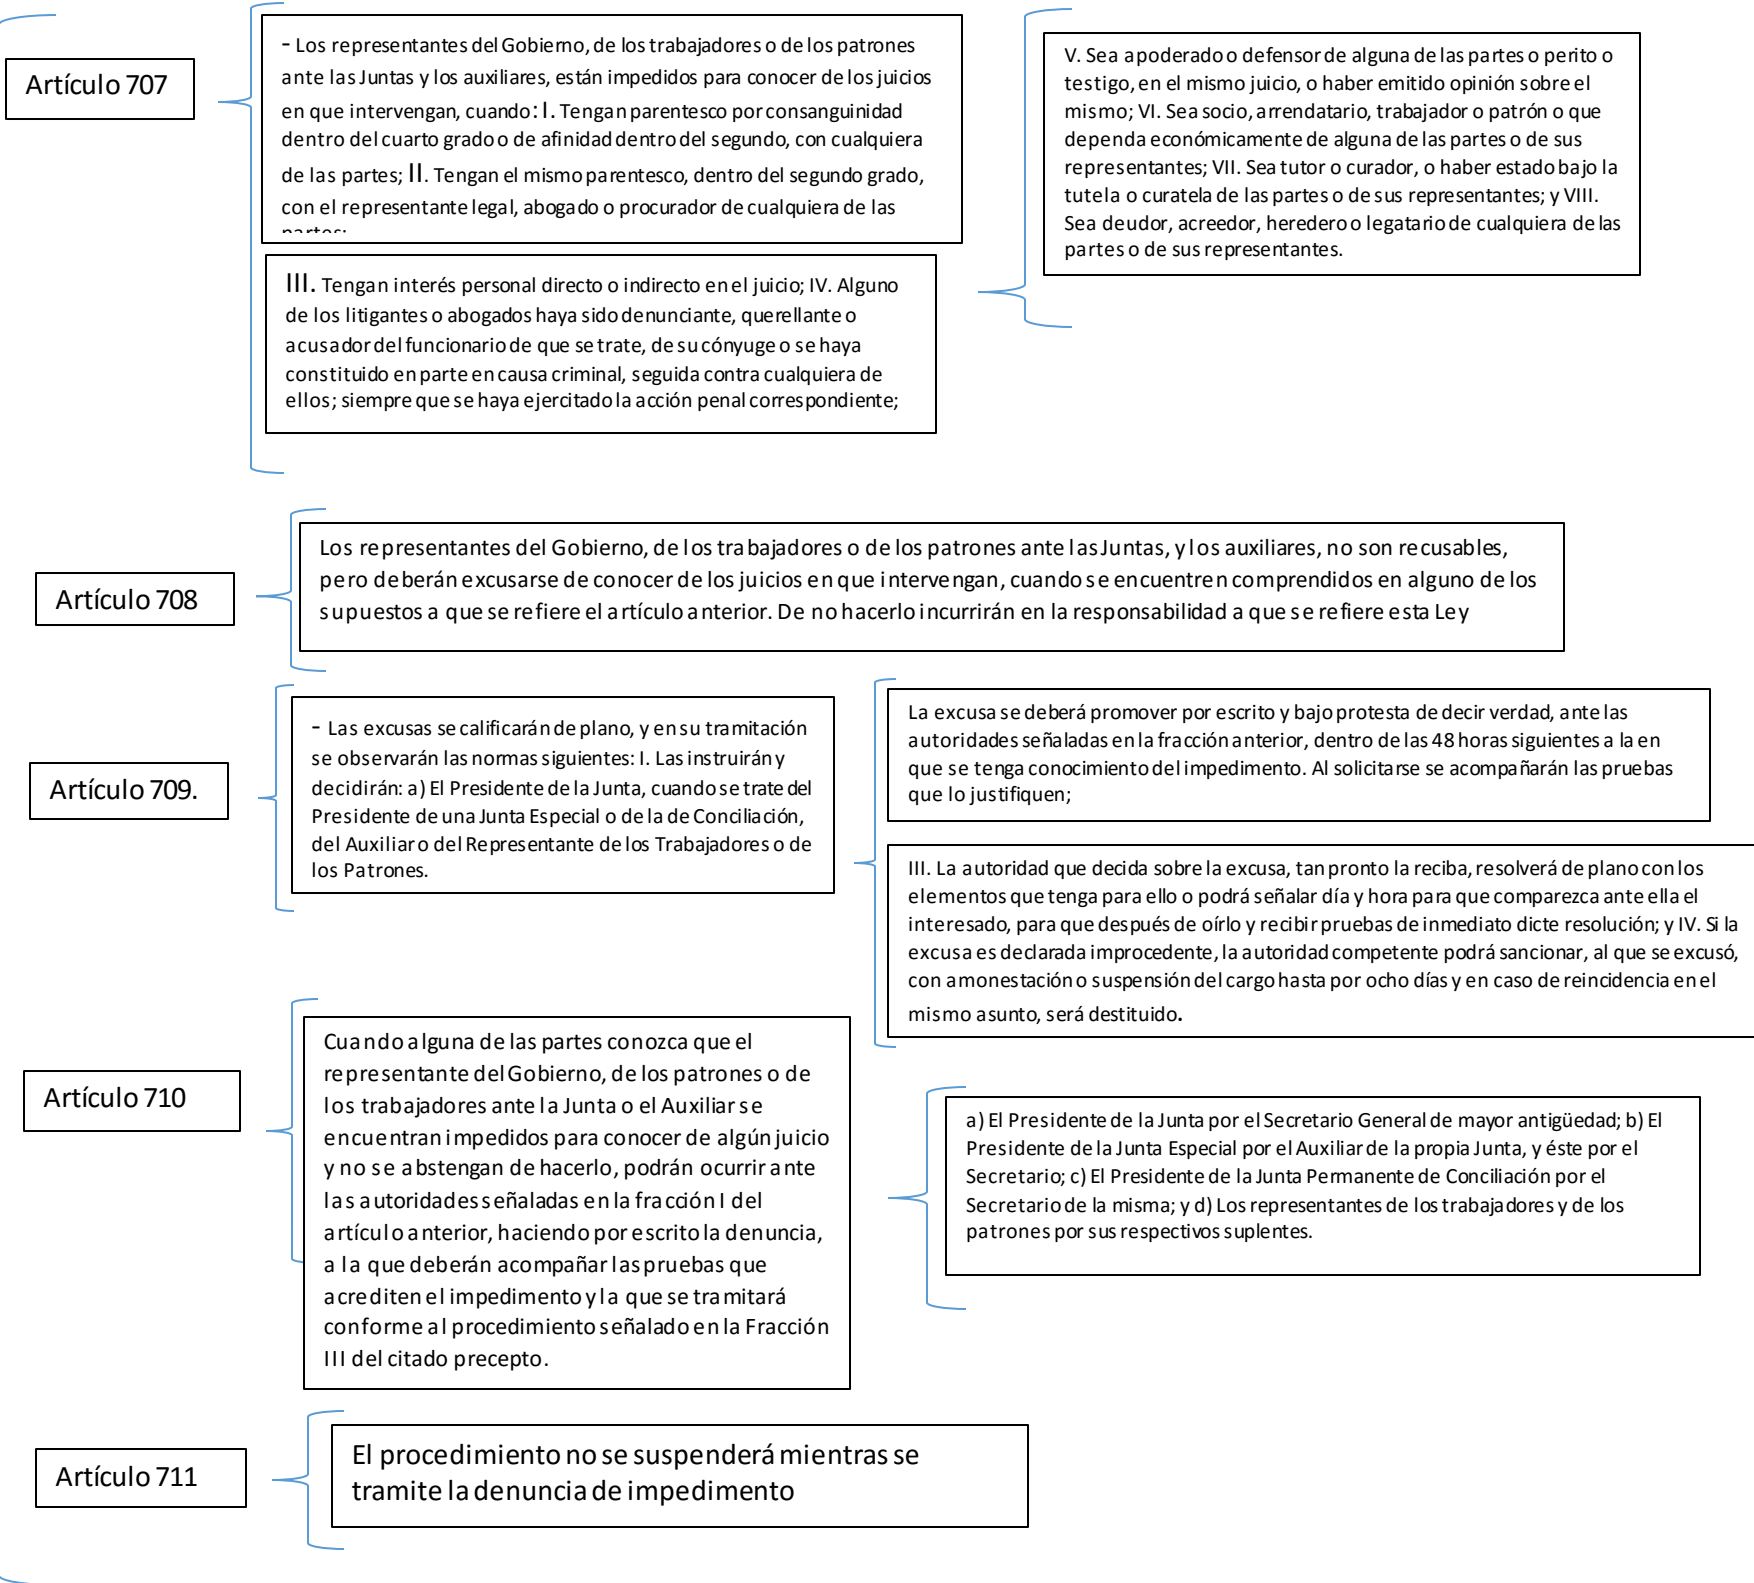 Artículo 707
- Los representantes del Gobierno, de los trabajadores o de los patrones
ante las Juntas y los auxiliares, están impedidos para conocer de los juicios
en que intervengan, cuando: I. Tengan parentesco por consanguinidad
dentro del cuarto grado o de afinidad dentro del segundo, con cualquiera
de las partes; II. Tengan el mismo parentesco, dentro del segundo grado,
con el representante legal, abogado o procurador de cualquiera de las
partes;
III. Tengan interés personal directo o indirecto en el juicio; IV. Alguno
de los litigantes o abogados haya sido denunciante, querellante o
acusador del funcionario de que se trate, de su cónyuge o se haya
constituido en parte en causa criminal, seguida contra cualquiera de
ellos; siempre que se haya ejercitado la acción penal correspondiente;
V. Sea apoderado o defensor de alguna de las partes o perito o
testigo, en el mismo juicio, o haber emitido opinión sobre el
mismo; VI. Sea socio, arrendatario, trabajador o patrón o que
dependa económicamente de alguna de las partes o de sus
representantes; VII. Sea tutor o curador, o haber estado bajo la
tutela o curatela de las partes o de sus representantes; y VIII.
Sea deudor, acreedor, heredero o legatario de cualquiera de las
partes o de sus representantes.
Artículo 708
Los representantes del Gobierno, de los trabajadores o de los patrones ante las Juntas, y los auxiliares, no son recusables,
pero deberán excusarse de conocer de los juicios en que intervengan, cuando se encuentren comprendidos en alguno de los
supuestos a que se refiere el artículo anterior. De no hacerlo incurrirán en la responsabilidad a que se refiere esta Ley
Artículo 709.
- Las excusas se calificarán de plano, y en su tramitación
se observarán las normas siguientes: I. Las instruirán y
decidirán: a) El Presidente de la Junta, cuando se trate del
Presidente de una Junta Especial o de la de Conciliación,
del Auxiliar o del Representante de los Trabajadores o de
los Patrones.
La excusa se deberá promover por escrito y bajo protesta de decir verdad, ante las
autoridades señaladas en la fracción anterior, dentro de las 48 horas siguientes a la en
que se tenga conocimiento del impedimento. Al solicitarse se acompañarán las pruebas
que lo justifiquen;
III. La autoridad que decida sobre la excusa, tan pronto la reciba, resolverá de plano con los
elementos que tenga para ello o podrá señalar día y hora para que comparezca ante ella el
interesado, para que después de oírlo y recibir pruebas de inmediato dicte resolución; y IV. Si la
excusa es declarada improcedente, la autoridad competente podrá sancionar, al que se excusó,
con amonestación o suspensión del cargo hasta por ocho días y en caso de reincidencia en el
mismo asunto, será destituido.
Artículo 710
Cuando alguna de las partes conozca que el
representante del Gobierno, de los patrones o de
los trabajadores ante la Junta o el Auxiliar se
encuentran impedidos para conocer de algún juicio
y no se abstengan de hacerlo, podrán ocurrir ante
las autoridades señaladas en la fracción I del
artículo anterior, haciendo por escrito la denuncia,
a la que deberán acompañar las pruebas que
acrediten el impedimento y la que se tramitará
conforme al procedimiento señalado en la Fracción
III del citado precepto.
a) El Presidente de la Junta por el Secretario General de mayor antigüedad; b) El
Presidente de la Junta Especial por el Auxiliar de la propia Junta, y éste por el
Secretario; c) El Presidente de la Junta Permanente de Conciliación por el
Secretario de la misma; y d) Los representantes de los trabajadores y de los
patrones por sus respectivos suplentes.
Artículo 711
El procedimiento no se suspenderá mientras se
tramite la denuncia de impedimento